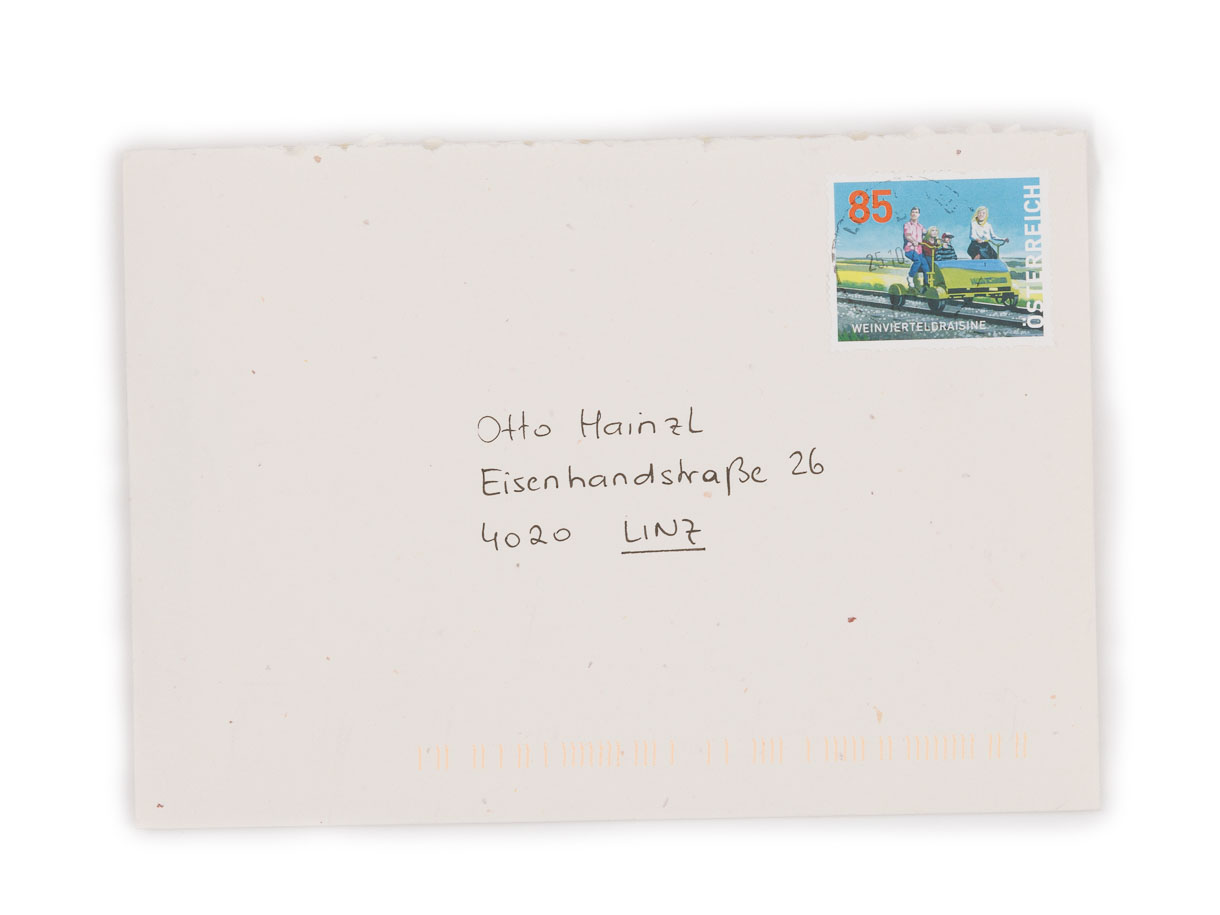 85
ÖSTERREICH
WEINVIERTELDRAISINE
Otto Hainzl
Eisenhandstraße 26
4020 LINZ